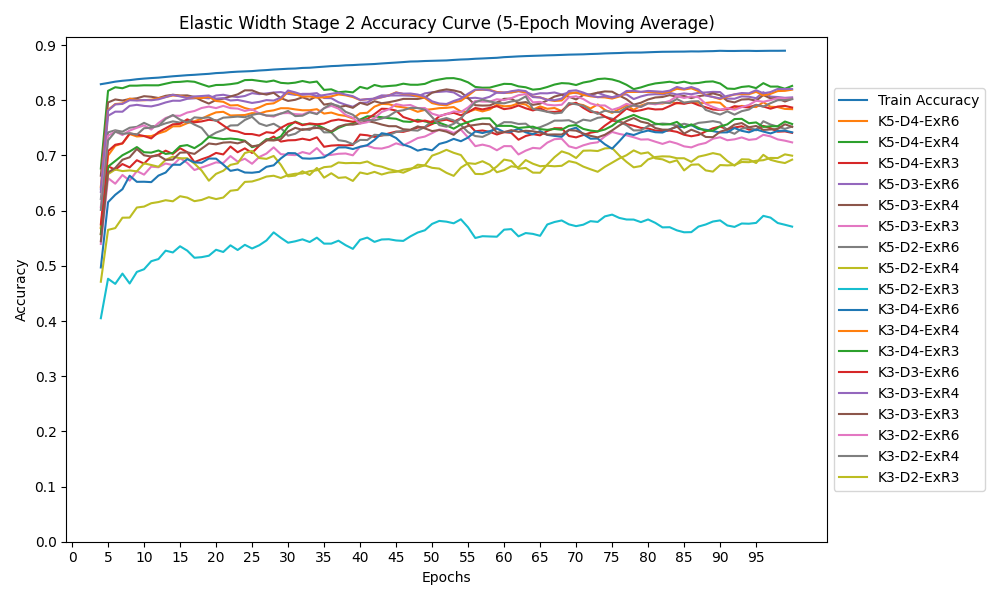 Elastic Width Stage 2 Accuracy Curve (5-Epoch Moving Average)
Accuracy
0.9
0.8
0.7
0.6
0.5
0.4
0.3
0.2
0.1
0.0
0 5 10 15 20 25 30 35 40 45 50 55 60 65 70 75 80 85 90 95
Epochs
Train Accuracy
K5-D4-ExR6
K5-D4-ExR4
K5-D4-ExR3
K5-D3-ExR6
K5-D3-ExR4
K5-D3-ExR3
K5-D2-ExR6
K5-D2-ExR4
K5-D2-ExR3
K3-D4-ExR6
K3-D4-ExR4
K3-D4-ExR3
K3-D3-ExR6
K3-D3-ExR4
K3-D3-ExR3
K3-D2-ExR6
K3-D2-ExR4
K3-D2-ExR3